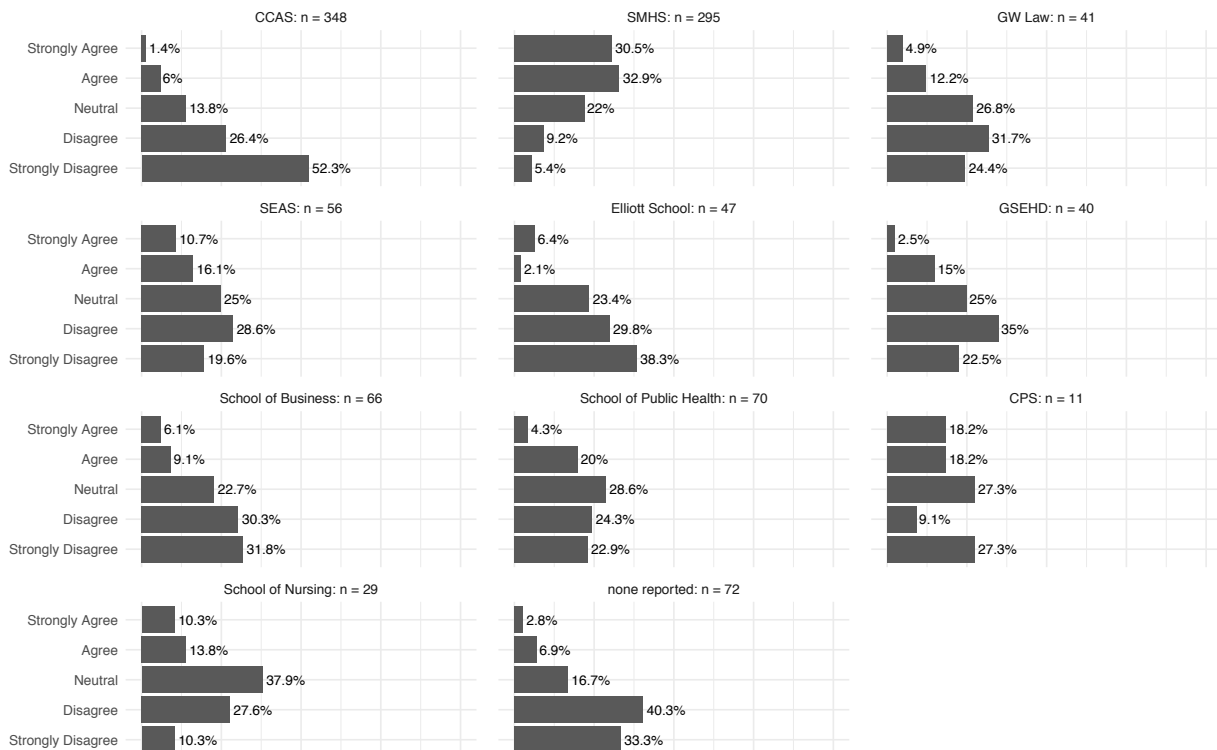 CCAS: n = 348
SMHS: n = 295
GW Law: n = 41
Strongly Agree 1.4% 30.5% 4.9%
Agree 6% 32.9% 12.2%
Neutral 13.8% 22% 26.8%
Disagree 26.4% 9.2% 31.7%
Strongly Disagree 52.3% 5.4% 24.4%
SEAS: n = 56
Elliott School: n = 47
GSEHD: n = 40
Strongly Agree 10.7% 6.4% 2.5%
Agree 16.1% 2.1% 15%
Neutral 25% 23.4% 25%
Disagree 28.6% 29.8% 35%
Strongly Disagree 19.6% 38.3% 22.5%
School of Business: n = 66
School of Public Health: n = 70
CPS: n = 11
Strongly Agree 6.1% 4.3% 18.2%
Agree 9.1% 20% 18.2%
Neutral 22.7% 28.6% 27.3%
Disagree 30.3% 24.3% 9.1%
Strongly Disagree 31.8% 22.9% 27.3%
School of Nursing: n = 29
none reported: n = 72
Strongly Agree 10.3% 2.8%
Agree 13.8% 6.9%
Neutral 37.9% 16.7%
Disagree 27.6% 40.3%
Strongly Disagree 10.3% 33.3%